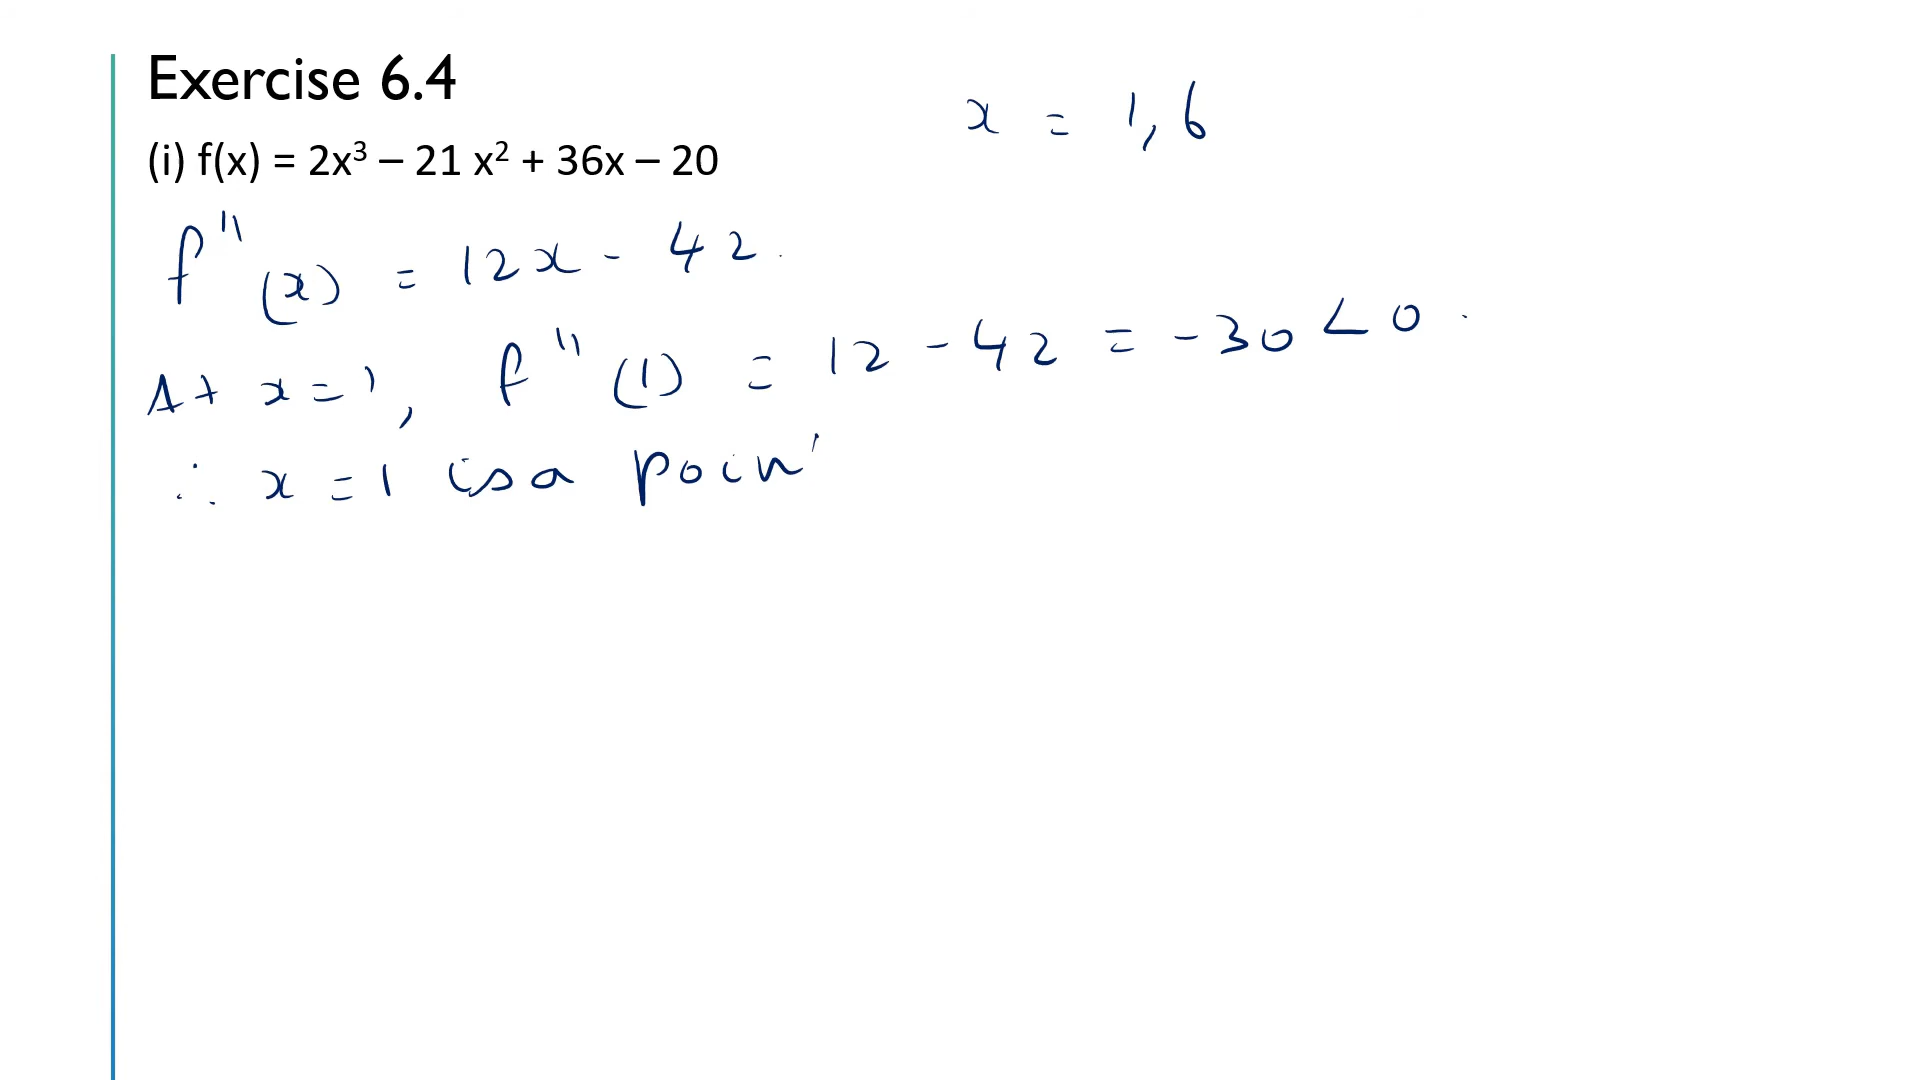 Exercise 6.4
x = 1, 6
(i) f(x) = 2x³ – 21 x² + 36x – 20
f"(x) = 12x - 42.
At x = 1, f"(1) = 12 - 42 = -30 < 0.
∴ x = 1 is a poin'